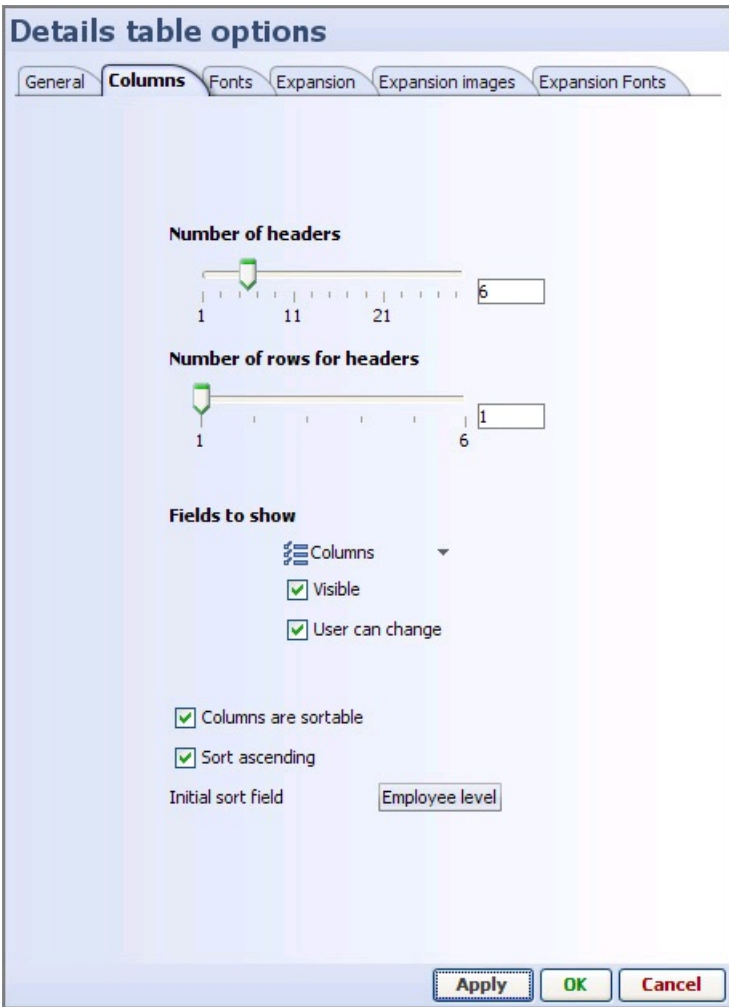 Details table options
General Columns Fonts Expansion Expansion images Expansion Fonts
Number of headers
6
1 11 21
Number of rows for headers
1
1 6
Fields to show
Columns
Visible
User can change
Columns are sortable
Sort ascending
Initial sort field Employee level
Apply OK Cancel